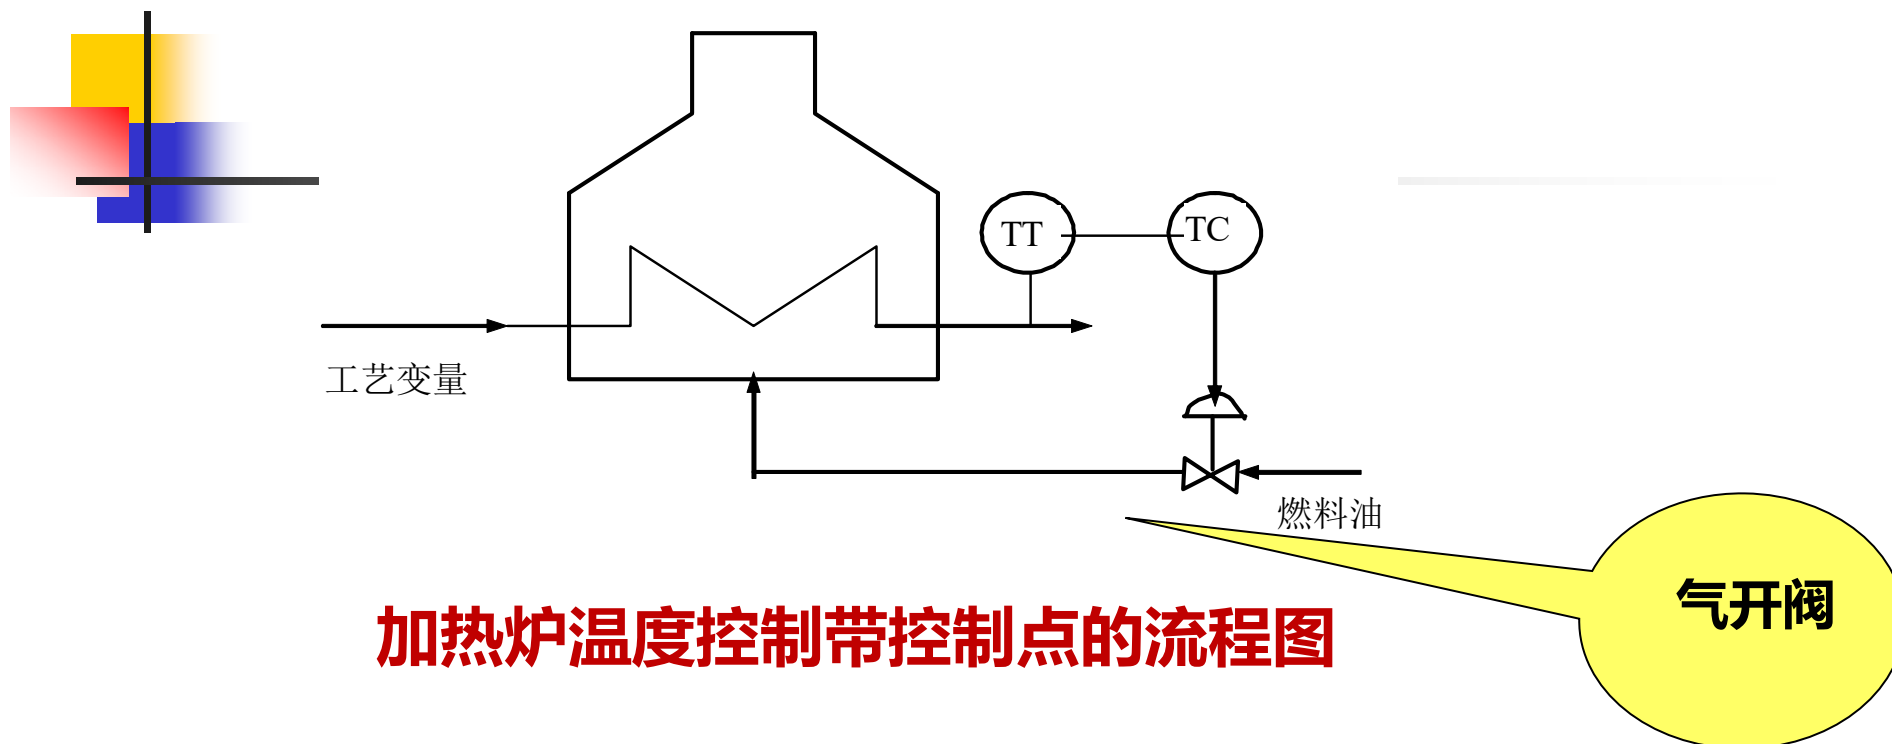 TT
TC
工艺变量
燃料油
气开阀
加热炉温度控制带控制点的流程图